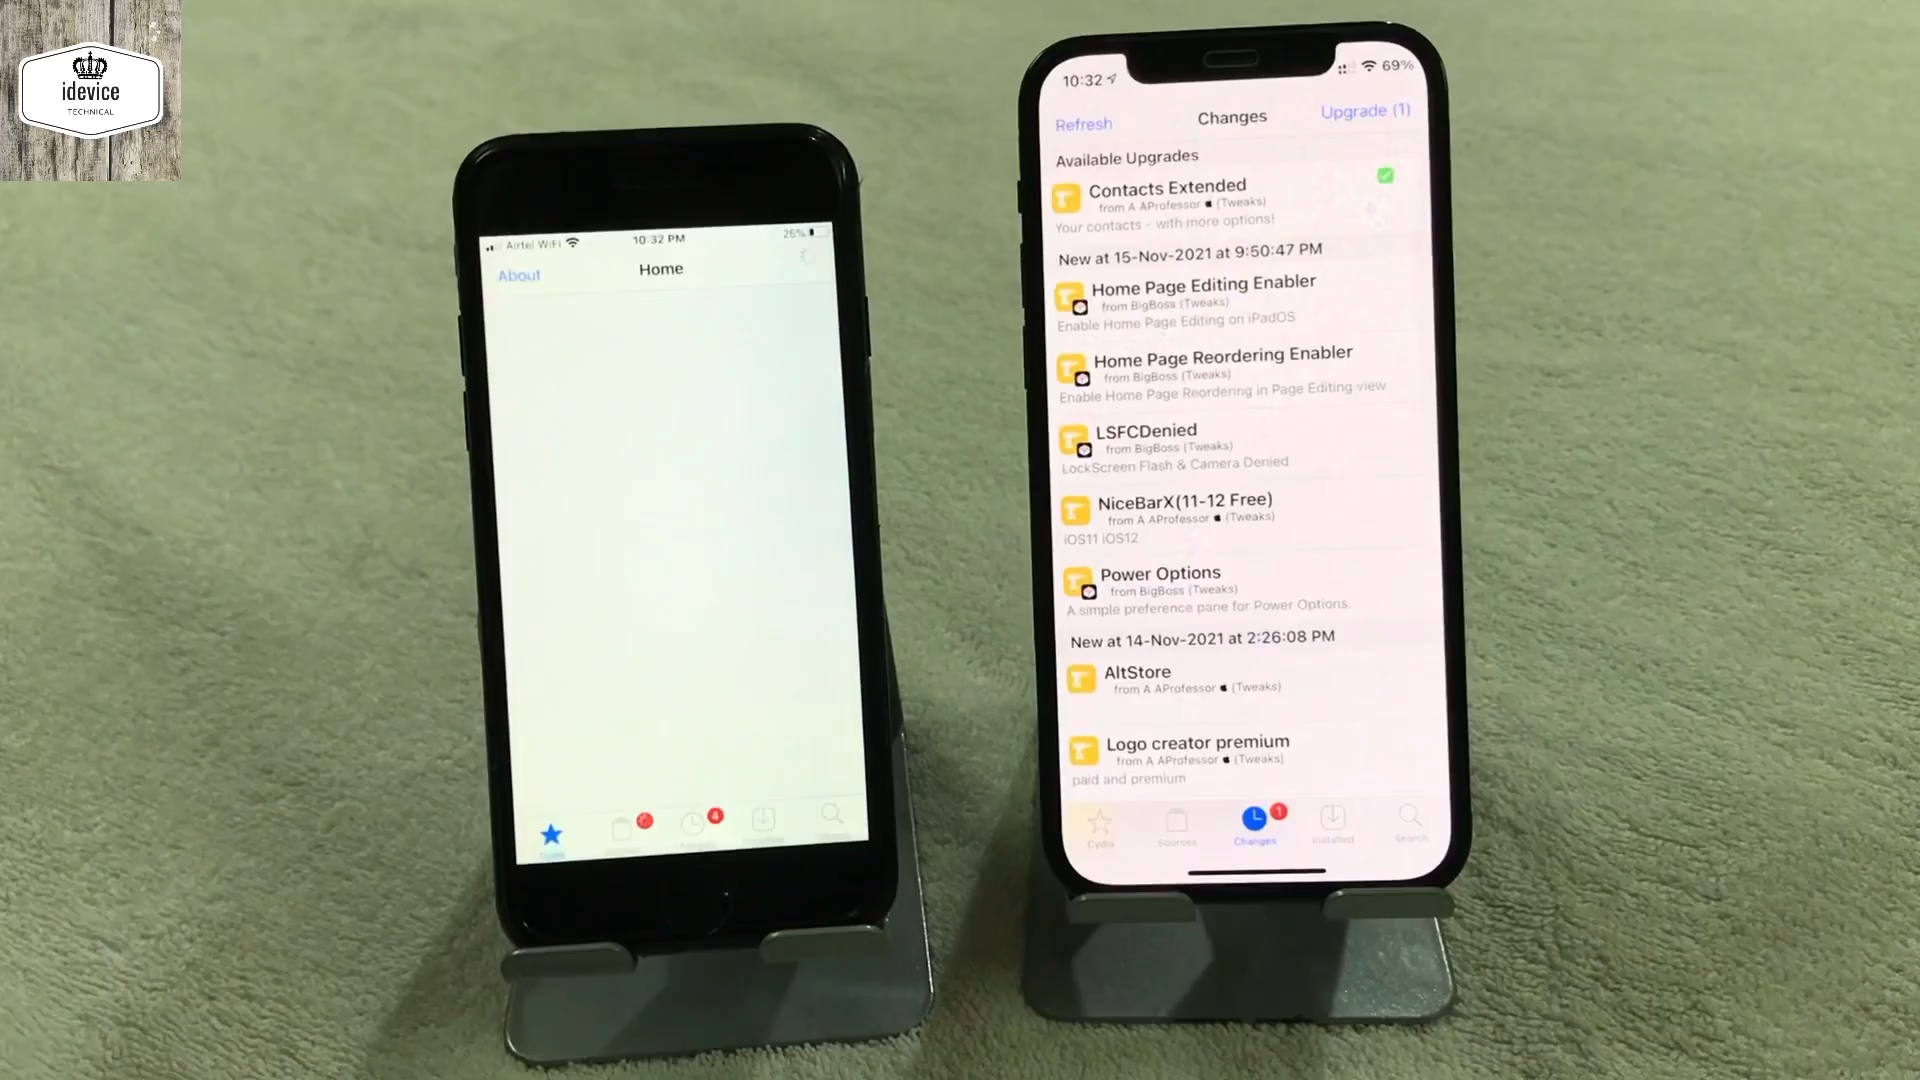 idevice
TECHNICAL
Airtel WiFi
10:32 PM
26%
About
Home
4
10:32
69%
Refresh
Changes
Upgrade (1)
Available Upgrades
Contacts Extended
from A AProfessor (Tweaks)
Your contacts - with more options!
New at 15-Nov-2021 at 9:50:47 PM
Home Page Editing Enabler
from BigBoss (Tweaks)
Enable Home Page Editing on iPadOS
Home Page Reordering Enabler
from BigBoss (Tweaks)
Enable Home Page Reordering in Page Editing view
LSFCDenied
from BigBoss (Tweaks)
LockScreen Flash & Camera Denied
NiceBarX(11-12 Free)
from A AProfessor (Tweaks)
iOS11 iOS12
Power Options
from BigBoss (Tweaks)
A simple preference pane for Power Options.
New at 14-Nov-2021 at 2:26:08 PM
AltStore
from A AProfessor (Tweaks)
Logo creator premium
from A AProfessor (Tweaks)
paid and premium
1
Cydia
Sources
Changes
Installed
Search